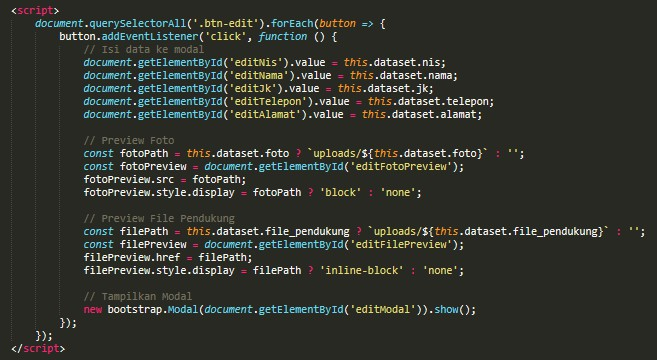 <script>
    document.querySelectorAll('.btn-edit').forEach(button => {
        button.addEventListener('click', function () {
            // Isi data ke modal
            document.getElementById('editNis').value = this.dataset.nis;
            document.getElementById('editNama').value = this.dataset.nama;
            document.getElementById('editJk').value = this.dataset.jk;
            document.getElementById('editTelepon').value = this.dataset.telepon;
            document.getElementById('editAlamat').value = this.dataset.alamat;

            // Preview Foto
            const fotoPath = this.dataset.foto ? `uploads/${this.dataset.foto}` : '';
            const fotoPreview = document.getElementById('editFotoPreview');
            fotoPreview.src = fotoPath;
            fotoPreview.style.display = fotoPath ? 'block' : 'none';

            // Preview File Pendukung
            const filePath = this.dataset.file_pendukung ? `uploads/${this.dataset.file_pendukung}` : '';
            const filePreview = document.getElementById('editFilePreview');
            filePreview.href = filePath;
            filePreview.style.display = filePath ? 'inline-block' : 'none';

            // Tampilkan Modal
            new bootstrap.Modal(document.getElementById('editModal')).show();
        });
    });
</script>